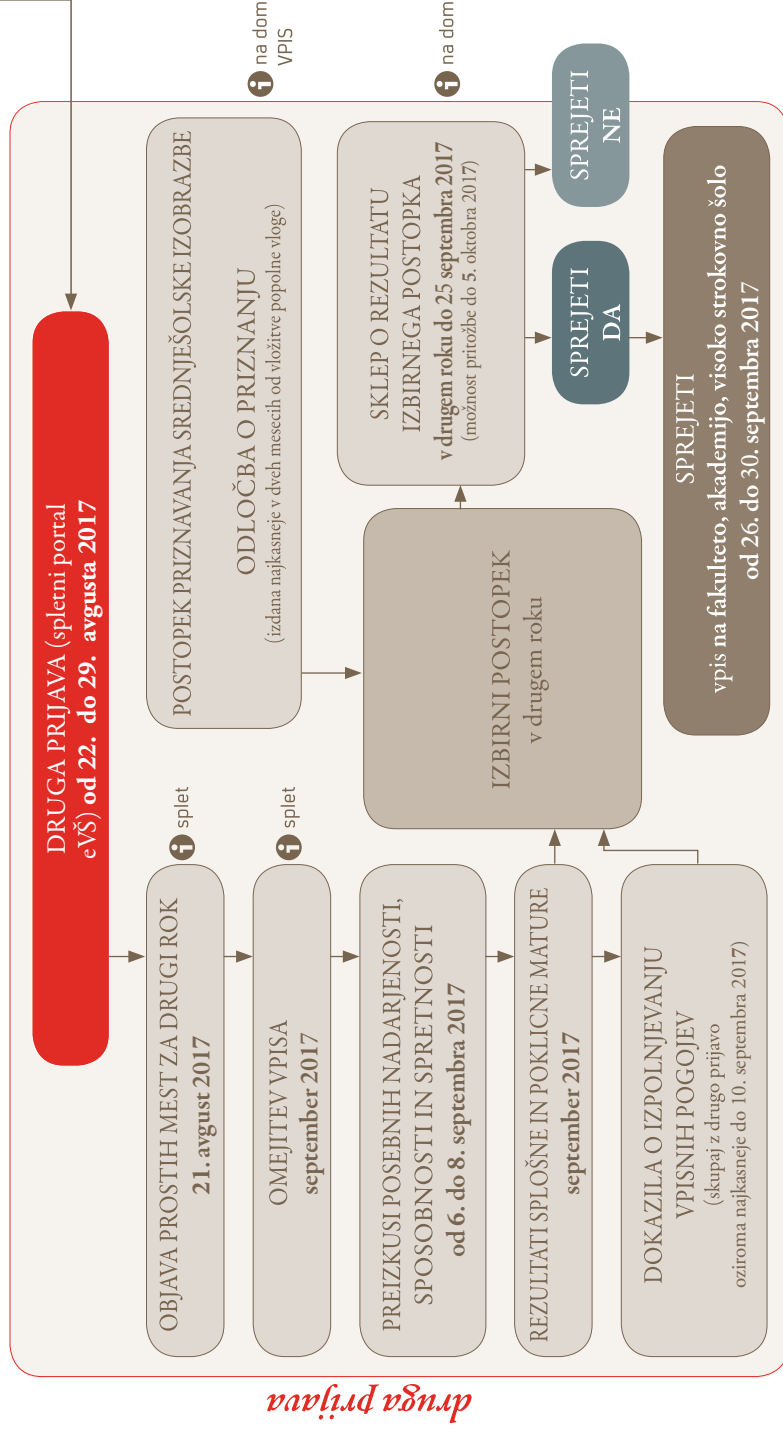 druga prijava
DRUGA PRIJAVA (spletni portal
eVŠ) od 22. do 29. avgusta 2017
OBJAVA PROSTIH MEST ZA DRUGI ROK
21. avgust 2017
splet
OMEJITEV VPISA
september 2017
splet
PREIZKUSI POSEBNIH NADARJENOSTI,
SPOSOBNOSTI IN SPRETNOSTI
od 6. do 8. septembra 2017
REZULTATI SPLOŠNE IN POKLICNE MATURE
september 2017
DOKAZILA O IZPOLNJEVANJU
VPISNIH POGOJEV
(skupaj z drugo prijavo
oziroma najkasneje do 10. septembra 2017)
POSTOPEK PRIZNAVANJA SREDNJEŠOLSKE IZOBRAZBE
ODLOČBA O PRIZNANJU
(izdana najkasneje v dveh mesecih od vložitve popolne vloge)
na dom
VPIS
IZBIRNI POSTOPEK
v drugem roku
SKLEP O REZULTATU
IZBIRNEGA POSTOPKA
v drugem roku do 25 septembra 2017
(možnost pritožbe do 5. oktobra 2017)
na dom
SPREJETI
DA
SPREJETI
NE
SPREJETI
vpis na fakulteto, akademijo, visoko strokovno šolo
od 26. do 30. septembra 2017